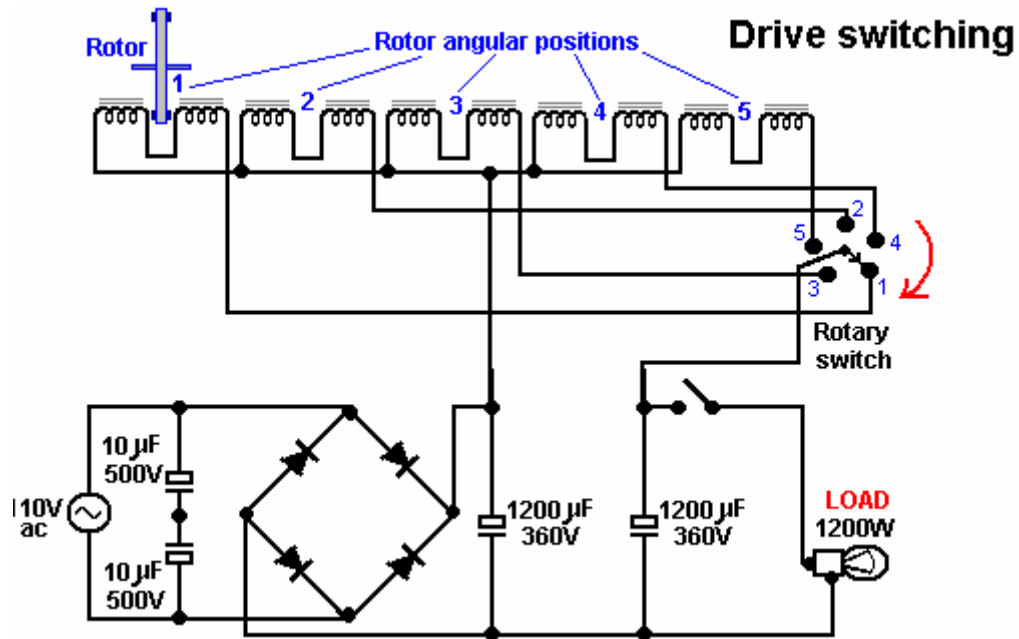 Drive switching
Rotor
Rotor angular positions
1
2
3
4
5
2
5
4
3
1
Rotary
switch
10 µF
500V
110V
ac
10 µF
500V
1200 µF
360V
1200 µF
360V
LOAD
1200W